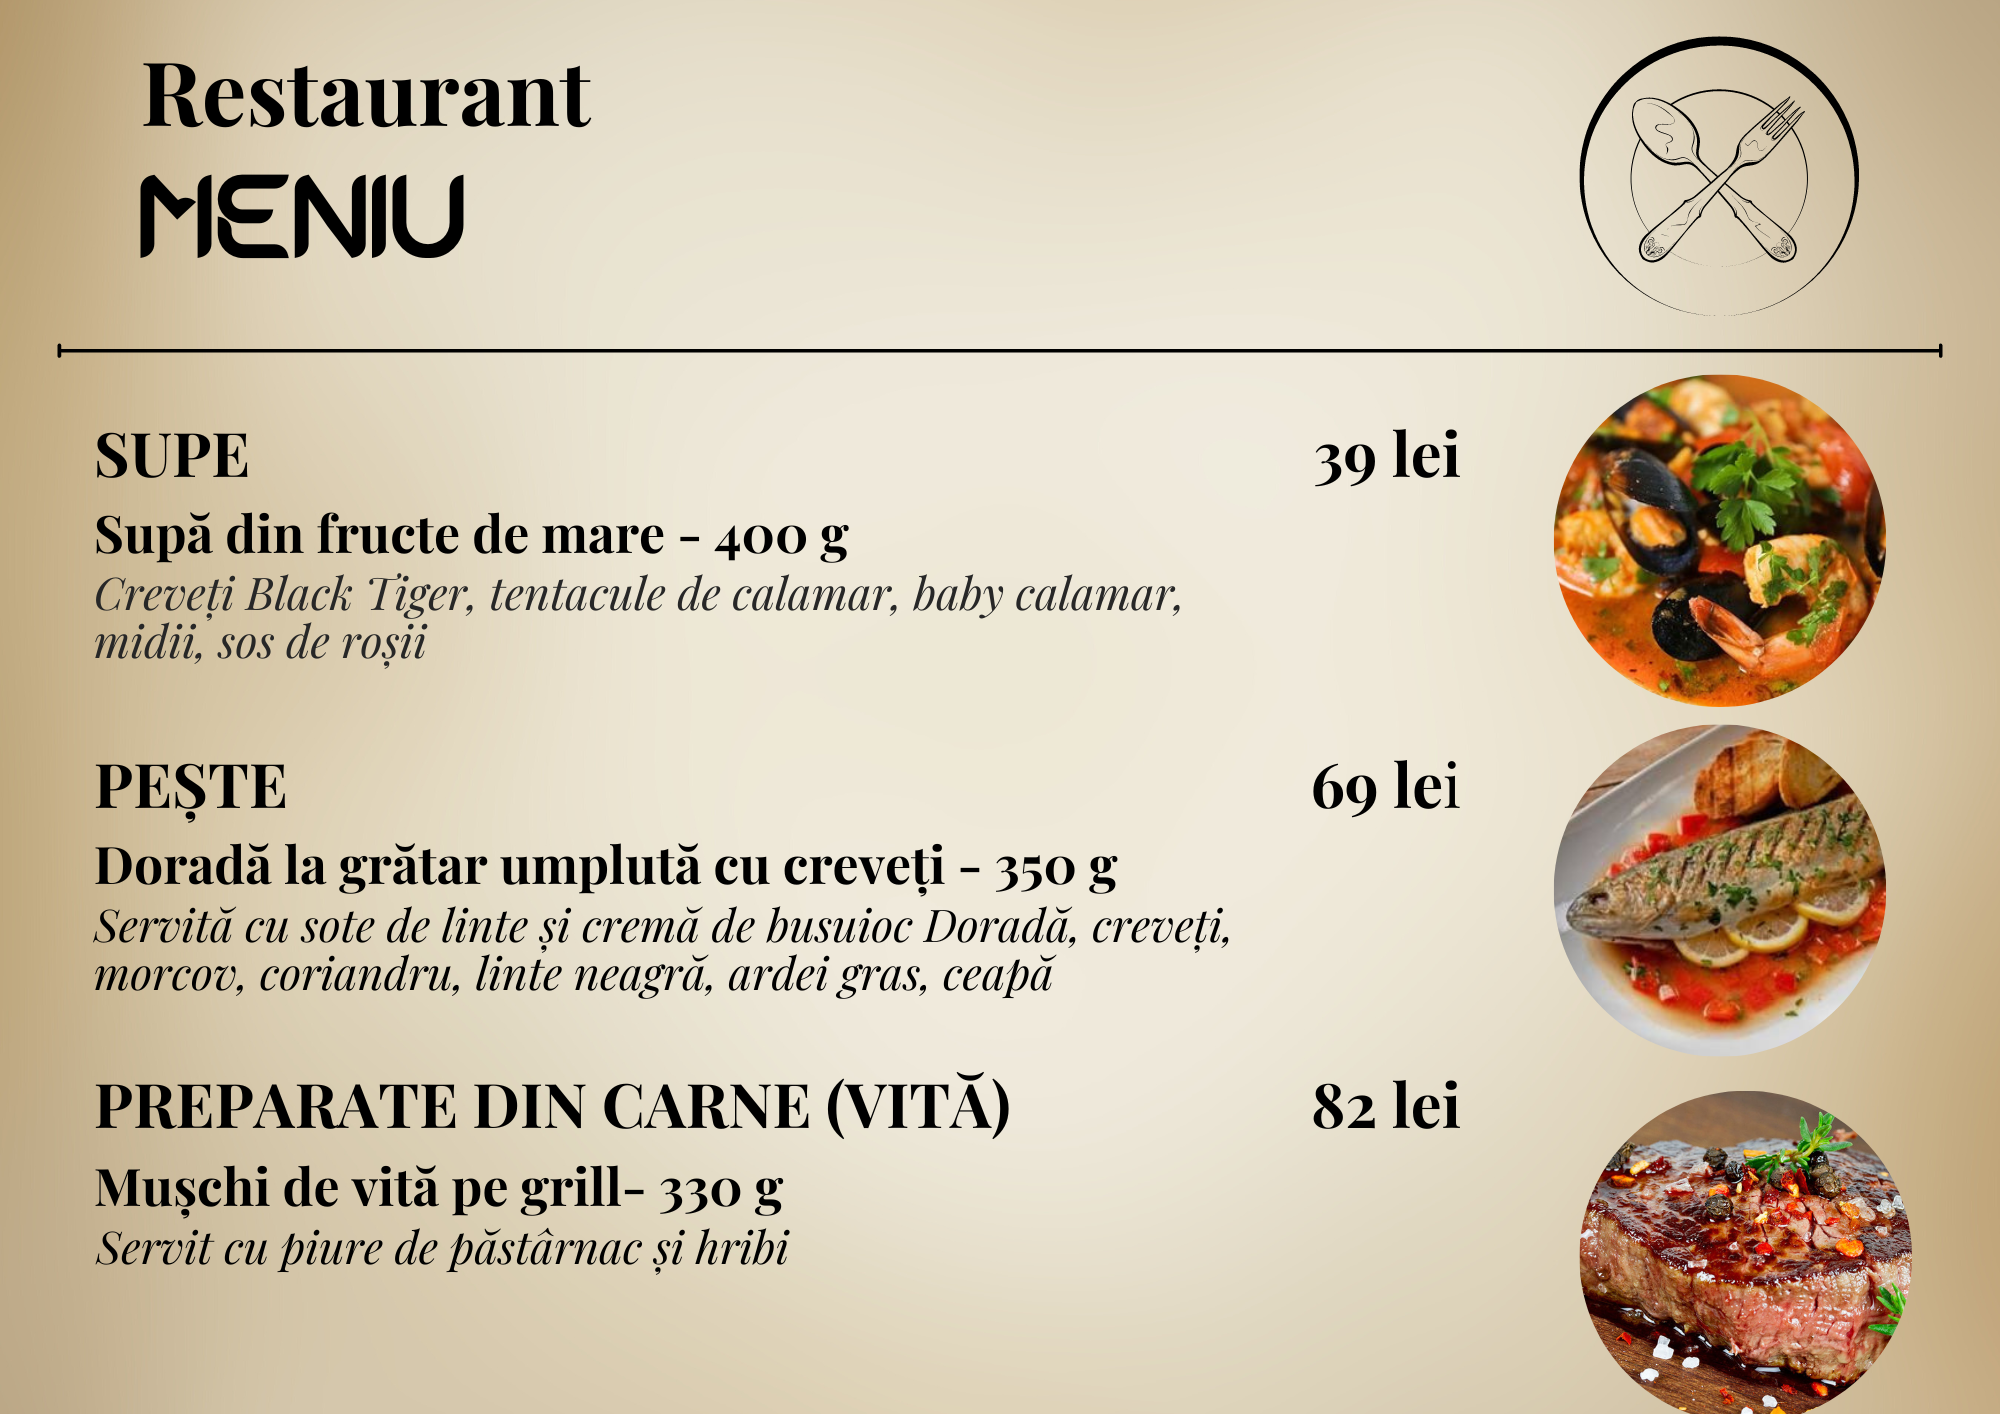 Restaurant
MENIU
SUPE 39 lei
Supă din fructe de mare - 400 g
Creveți Black Tiger, tentacule de calamar, baby calamar,
midii, sos de roșii
PEȘTE 69 lei
Doradă la grătar umplută cu creveți - 350 g
Servită cu sote de linte și cremă de busuioc Doradă, creveți,
morcov, coriandru, linte neagră, ardei gras, ceapă
PREPARATE DIN CARNE (VITĂ) 82 lei
Mușchi de vită pe grill- 330 g
Servit cu piure de păstârnac și hribi